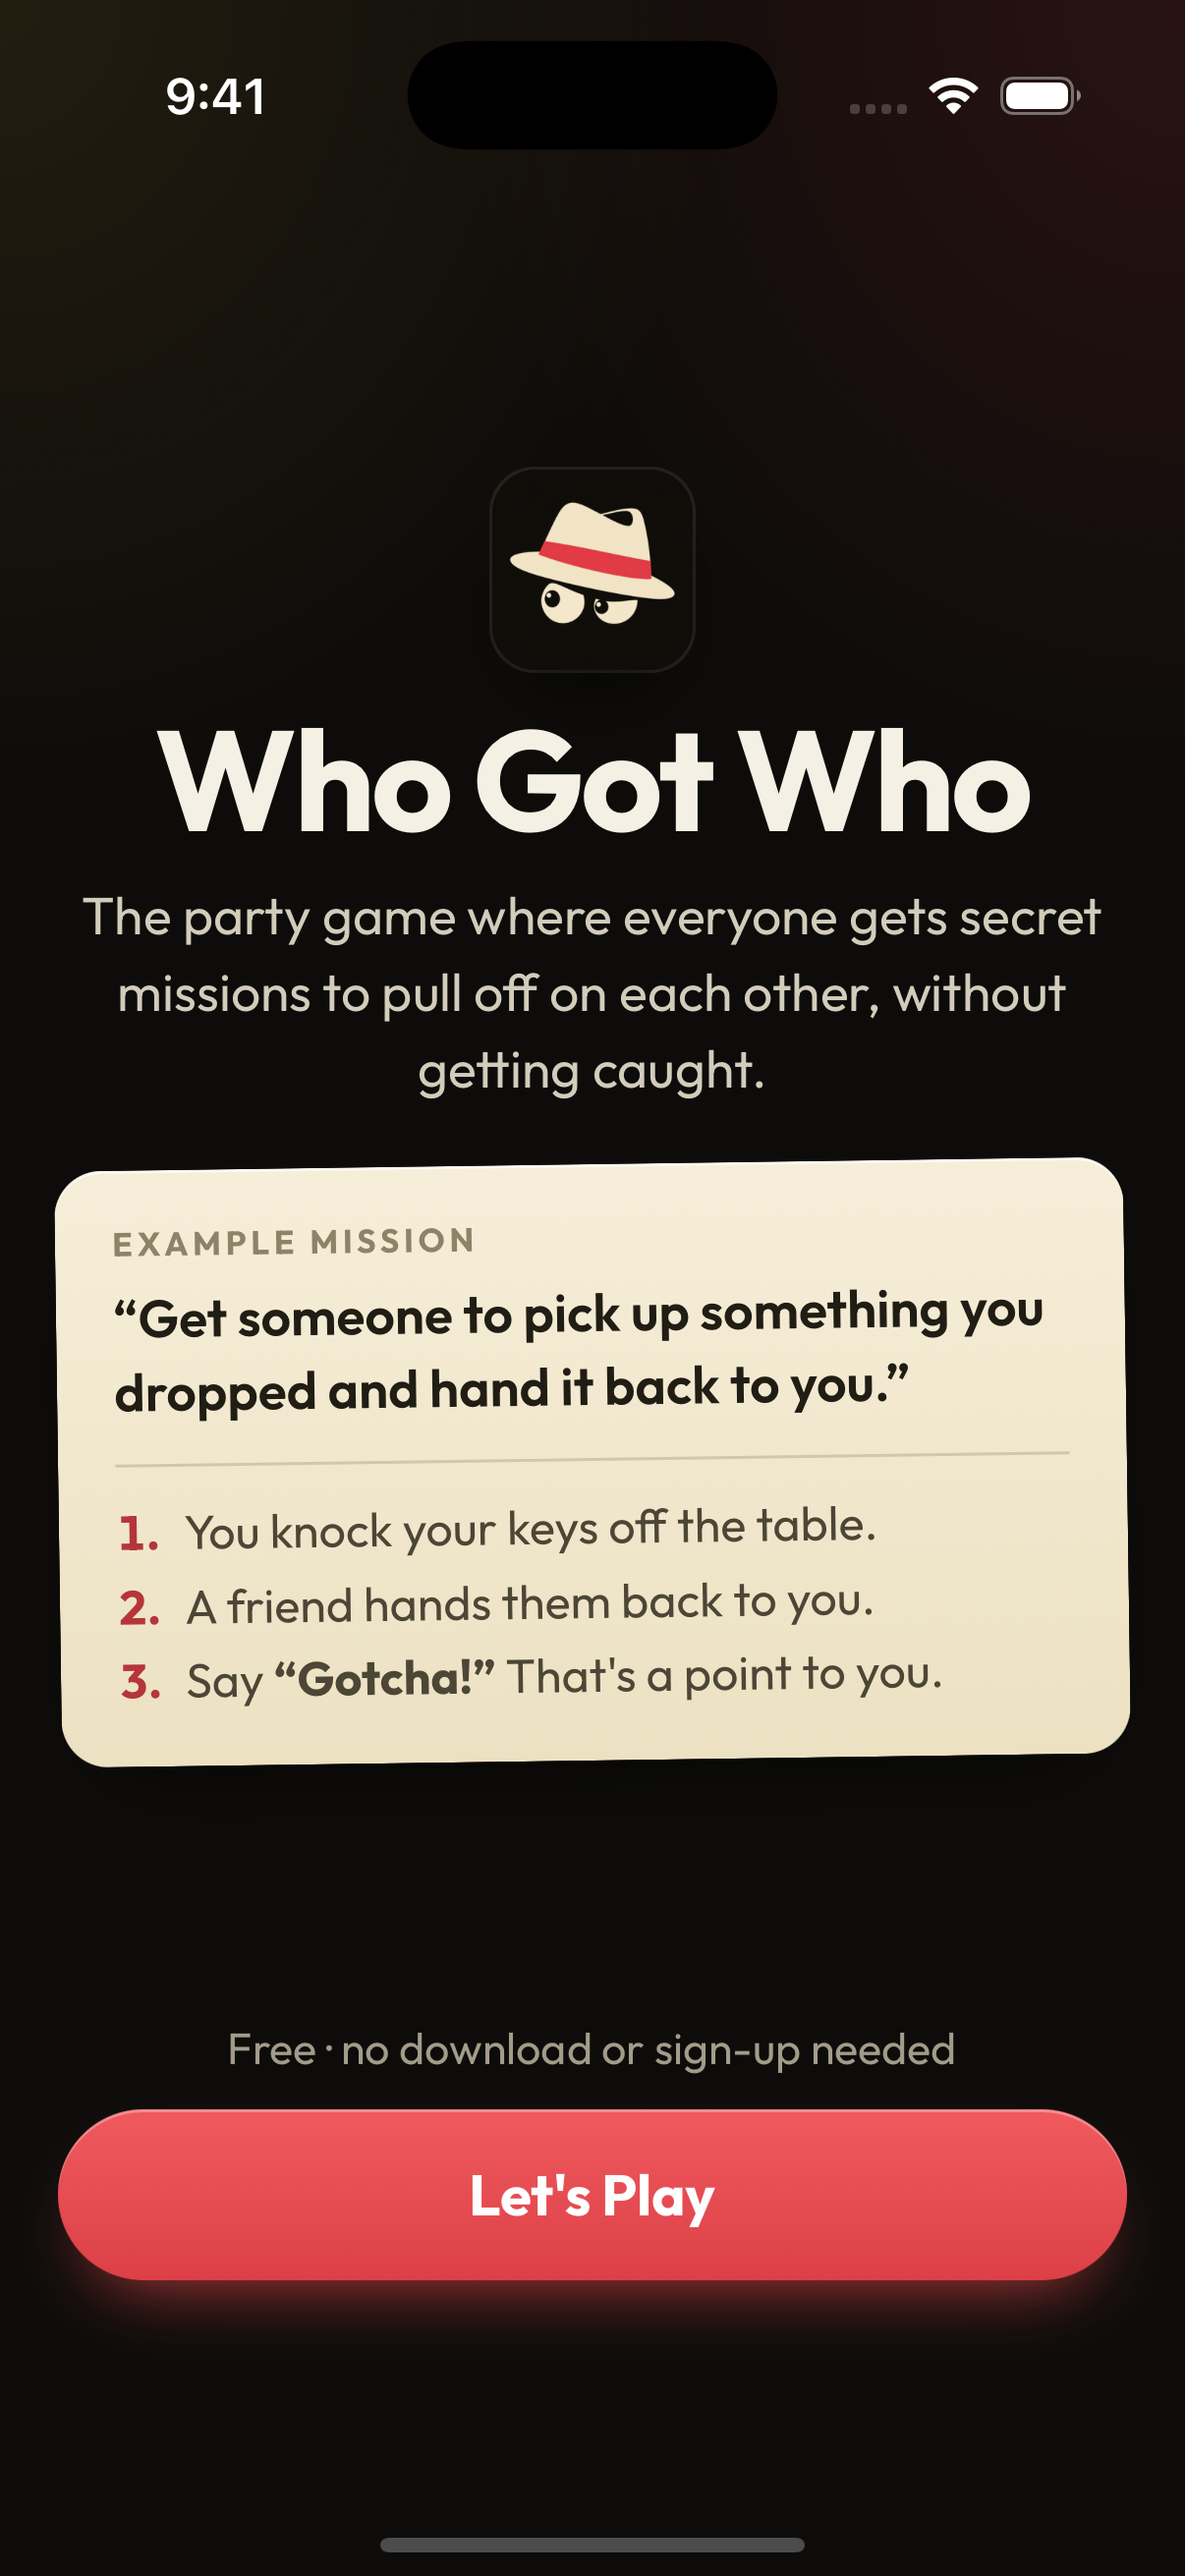 9:41
Who Got Who
The party game where everyone gets secret
missions to pull off on each other, without
getting caught.
EXAMPLE MISSION
“Get someone to pick up something you
dropped and hand it back to you.”
1. You knock your keys off the table.
2. A friend hands them back to you.
3. Say “Gotcha!” That's a point to you.
Free · no download or sign-up needed
Let's Play